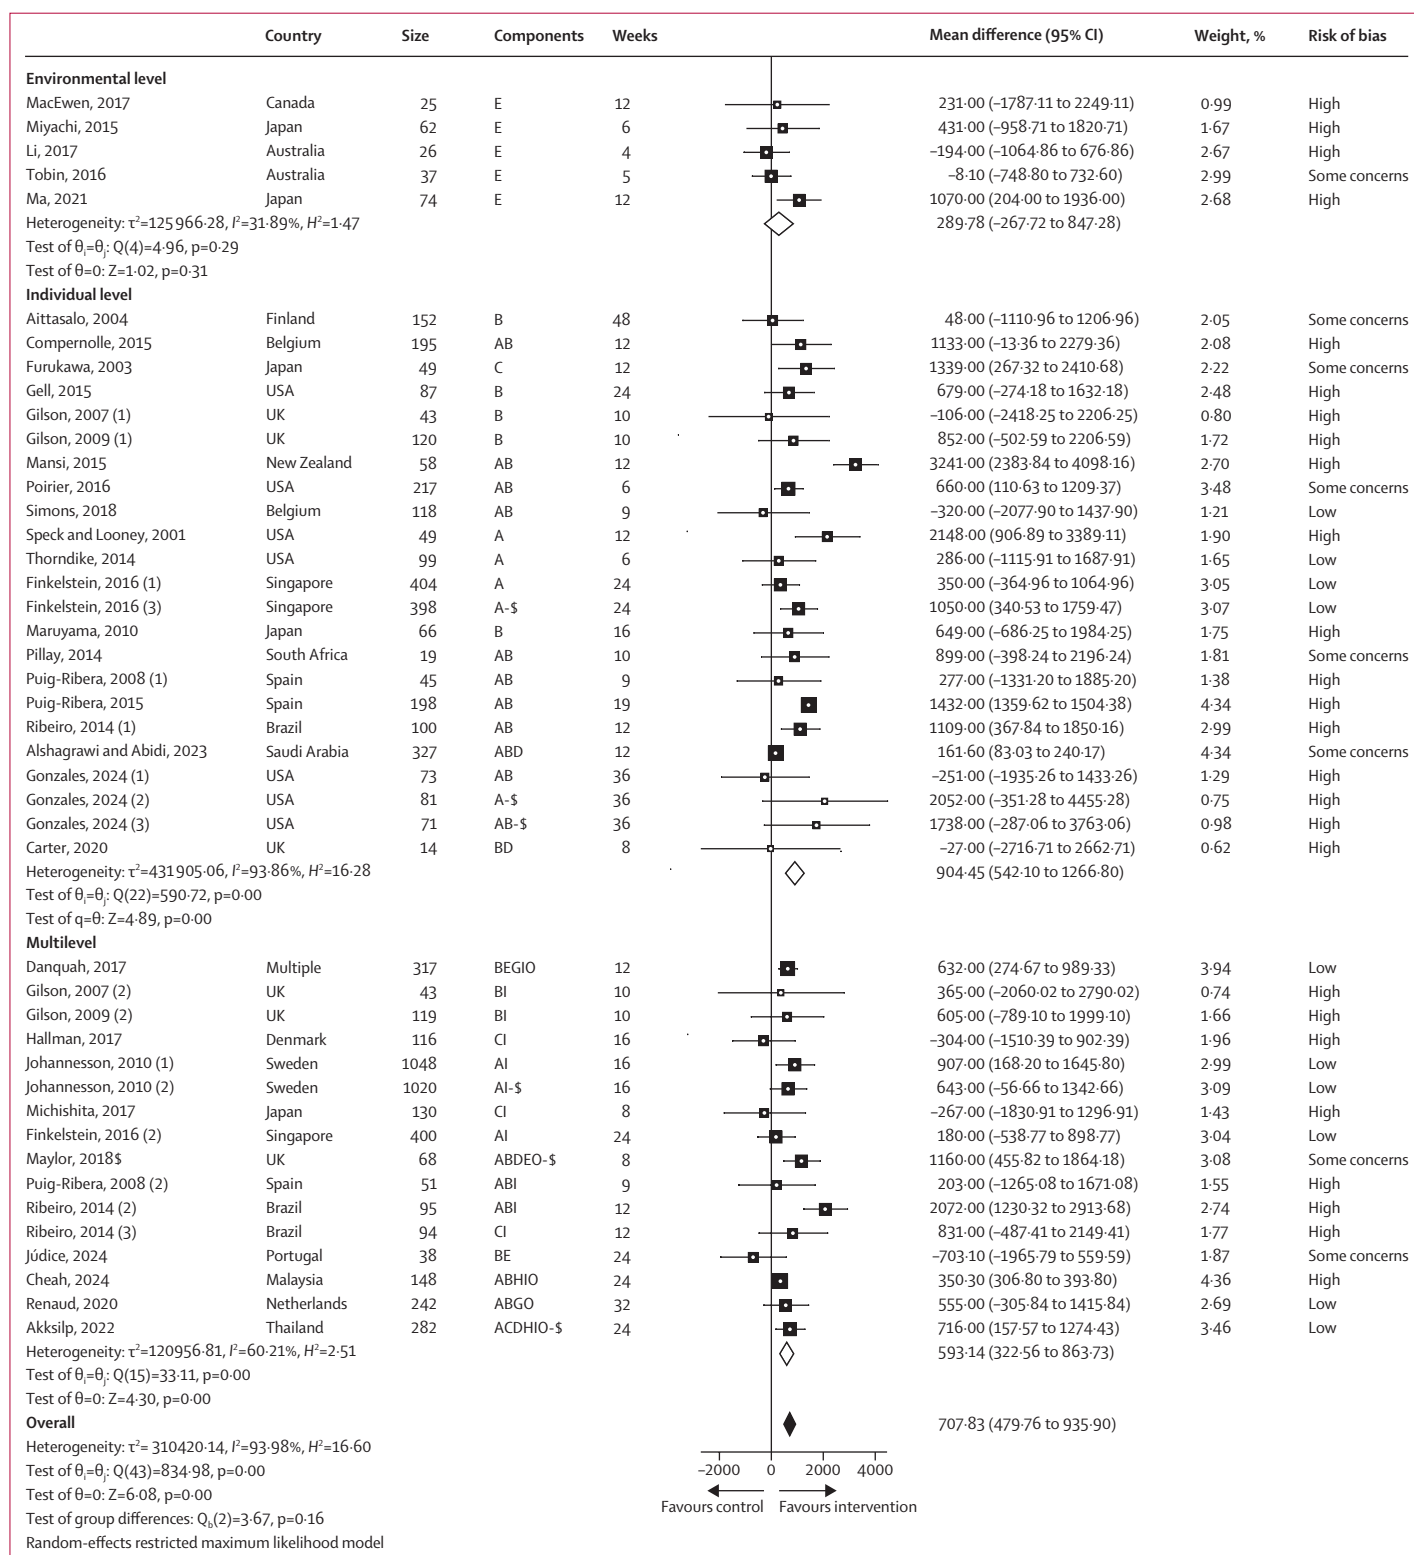 Country Size Components Weeks Mean difference (95% CI) Weight, % Risk of bias
Environmental level
MacEwen, 2017 Canada 25 E 12 231·00 (–1787·11 to 2249·11) 0·99 High
Miyachi, 2015 Japan 62 E 6 431·00 (–958·71 to 1820·71) 1·67 High
Li, 2017 Australia 26 E 4 –194·00 (–1064·86 to 676·86) 2·67 High
Tobin, 2016 Australia 37 E 5 –8·10 (–748·80 to 732·60) 2·99 Some concerns
Ma, 2021 Japan 74 E 12 1070·00 (204·00 to 1936·00) 2·68 High
Heterogeneity: τ²=125 966·28, I²=31·89%, H²=1·47 289·78 (–267·72 to 847·28)
Test of θᵢ=θⱼ: Q(4)=4·96, p=0·29
Test of θ=0: Z=1·02, p=0·31
Individual level
Aittasalo, 2004 Finland 152 B 48 48·00 (–1110·96 to 1206·96) 2·05 Some concerns
Compernolle, 2015 Belgium 195 AB 12 1133·00 (–13·36 to 2279·36) 2·08 High
Furukawa, 2003 Japan 49 C 12 1339·00 (267·32 to 2410·68) 2·22 Some concerns
Gell, 2015 USA 87 B 24 679·00 (–274·18 to 1632·18) 2·48 High
Gilson, 2007 (1) UK 43 B 10 –106·00 (–2418·25 to 2206·25) 0·80 High
Gilson, 2009 (1) UK 120 B 10 852·00 (–502·59 to 2206·59) 1·72 High
Mansi, 2015 New Zealand 58 AB 12 3241·00 (2383·84 to 4098·16) 2·70 High
Poirier, 2016 USA 217 AB 6 660·00 (110·63 to 1209·37) 3·48 Some concerns
Simons, 2018 Belgium 118 AB 9 –320·00 (–2077·90 to 1437·90) 1·21 Low
Speck and Looney, 2001 USA 49 A 12 2148·00 (906·89 to 3389·11) 1·90 High
Thorndike, 2014 USA 99 A 6 286·00 (–1115·91 to 1687·91) 1·65 Low
Finkelstein, 2016 (1) Singapore 404 A 24 350·00 (–364·96 to 1064·96) 3·05 Low
Finkelstein, 2016 (3) Singapore 398 A-$ 24 1050·00 (340·53 to 1759·47) 3·07 Low
Maruyama, 2010 Japan 66 B 16 649·00 (–686·25 to 1984·25) 1·75 High
Pillay, 2014 South Africa 19 AB 10 899·00 (–398·24 to 2196·24) 1·81 Some concerns
Puig-Ribera, 2008 (1) Spain 45 AB 9 277·00 (–1331·20 to 1885·20) 1·38 High
Puig-Ribera, 2015 Spain 198 AB 19 1432·00 (1359·62 to 1504·38) 4·34 High
Ribeiro, 2014 (1) Brazil 100 AB 12 1109·00 (367·84 to 1850·16) 2·99 High
Alshagrawi and Abidi, 2023 Saudi Arabia 327 ABD 12 161·60 (83·03 to 240·17) 4·34 Some concerns
Gonzales, 2024 (1) USA 73 AB 36 –251·00 (–1935·26 to 1433·26) 1·29 High
Gonzales, 2024 (2) USA 81 A-$ 36 2052·00 (–351·28 to 4455·28) 0·75 High
Gonzales, 2024 (3) USA 71 AB-$ 36 1738·00 (–287·06 to 3763·06) 0·98 High
Carter, 2020 UK 14 BD 8 –27·00 (–2716·71 to 2662·71) 0·62 High
Heterogeneity: τ²=431 905·06, I²=93·86%, H²=16·28 904·45 (542·10 to 1266·80)
Test of θᵢ=θⱼ: Q(22)=590·72, p=0·00
Test of q=θ: Z=4·89, p=0·00
Multilevel
Danquah, 2017 Multiple 317 BEGIO 12 632·00 (274·67 to 989·33) 3·94 Low
Gilson, 2007 (2) UK 43 BI 10 365·00 (–2060·02 to 2790·02) 0·74 High
Gilson, 2009 (2) UK 119 BI 10 605·00 (–789·10 to 1999·10) 1·66 High
Hallman, 2017 Denmark 116 CI 16 –304·00 (–1510·39 to 902·39) 1·96 High
Johannesson, 2010 (1) Sweden 1048 AI 16 907·00 (168·20 to 1645·80) 2·99 Low
Johannesson, 2010 (2) Sweden 1020 AI-$ 16 643·00 (–56·66 to 1342·66) 3·09 Low
Michishita, 2017 Japan 130 CI 8 –267·00 (–1830·91 to 1296·91) 1·43 High
Finkelstein, 2016 (2) Singapore 400 AI 24 180·00 (–538·77 to 898·77) 3·04 Low
Maylor, 2018$ UK 68 ABDEO-$ 8 1160·00 (455·82 to 1864·18) 3·08 Some concerns
Puig-Ribera, 2008 (2) Spain 51 ABI 9 203·00 (–1265·08 to 1671·08) 1·55 High
Ribeiro, 2014 (2) Brazil 95 ABI 12 2072·00 (1230·32 to 2913·68) 2·74 High
Ribeiro, 2014 (3) Brazil 94 CI 12 831·00 (–487·41 to 2149·41) 1·77 High
Júdice, 2024 Portugal 38 BE 24 –703·10 (–1965·79 to 559·59) 1·87 Some concerns
Cheah, 2024 Malaysia 148 ABHIO 24 350·30 (306·80 to 393·80) 4·36 High
Renaud, 2020 Netherlands 242 ABGO 32 555·00 (–305·84 to 1415·84) 2·69 Low
Akksilp, 2022 Thailand 282 ACDHIO-$ 24 716·00 (157·57 to 1274·43) 3·46 Low
Heterogeneity: τ²=120956·81, I²=60·21%, H²=2·51 593·14 (322·56 to 863·73)
Test of θᵢ=θⱼ: Q(15)=33·11, p=0·00
Test of θ=0: Z=4·30, p=0·00
Overall 707·83 (479·76 to 935·90)
Heterogeneity: τ²= 310420·14, I²=93·98%, H²=16·60
Test of θᵢ=θⱼ: Q(43)=834·98, p=0·00
–2000 0 2000 4000
Test of θ=0: Z=6·08, p=0·00
Favours control Favours intervention
Test of group differences: Q_b(2)=3·67, p=0·16
Random-effects restricted maximum likelihood model